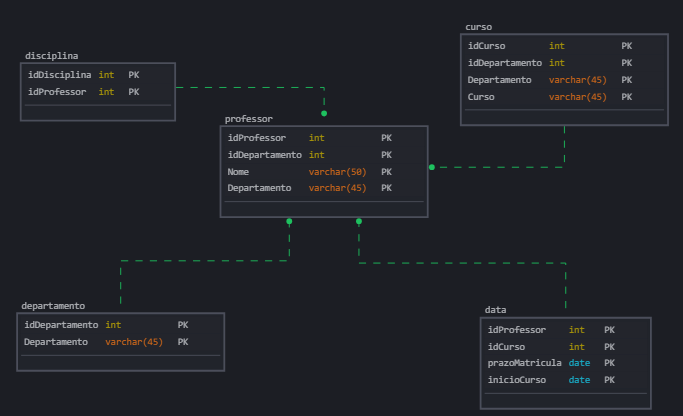 disciplina
idDisciplina int PK
idProfessor int PK
professor
idProfessor int PK
idDepartamento int PK
Nome varchar(50) PK
Departamento varchar(45) PK
curso
idCurso int PK
idDepartamento int PK
Departamento varchar(45) PK
Curso varchar(45) PK
departamento
idDepartamento int PK
Departamento varchar(45) PK
data
idProfessor int PK
idCurso int PK
prazoMatricula date PK
inicioCurso date PK